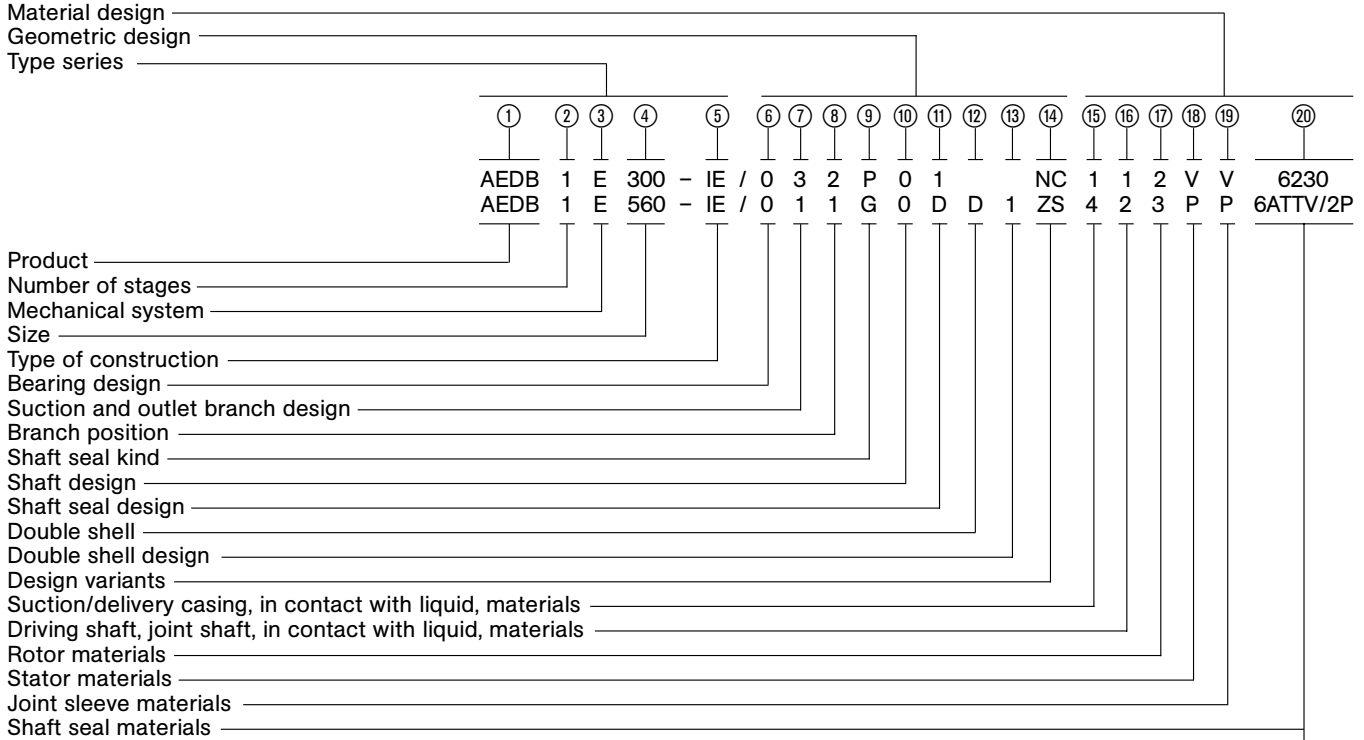 Material design
Geometric design
Type series
① ② ③ ④ ⑤ ⑥ ⑦ ⑧ ⑨ ⑩ ⑪ ⑫ ⑬ ⑭ ⑮ ⑯ ⑰ ⑱ ⑲ ⑳
AEDB 1 E 300 – IE / 0 3 2 P 0 1 NC 1 1 2 V V 6230
AEDB 1 E 560 – IE / 0 1 1 G 0 D D 1 ZS 4 2 3 P P 6ATTV/2P
Product
Number of stages
Mechanical system
Size
Type of construction
Bearing design
Suction and outlet branch design
Branch position
Shaft seal kind
Shaft design
Shaft seal design
Double shell
Double shell design
Design variants
Suction/delivery casing, in contact with liquid, materials
Driving shaft, joint shaft, in contact with liquid, materials
Rotor materials
Stator materials
Joint sleeve materials
Shaft seal materials